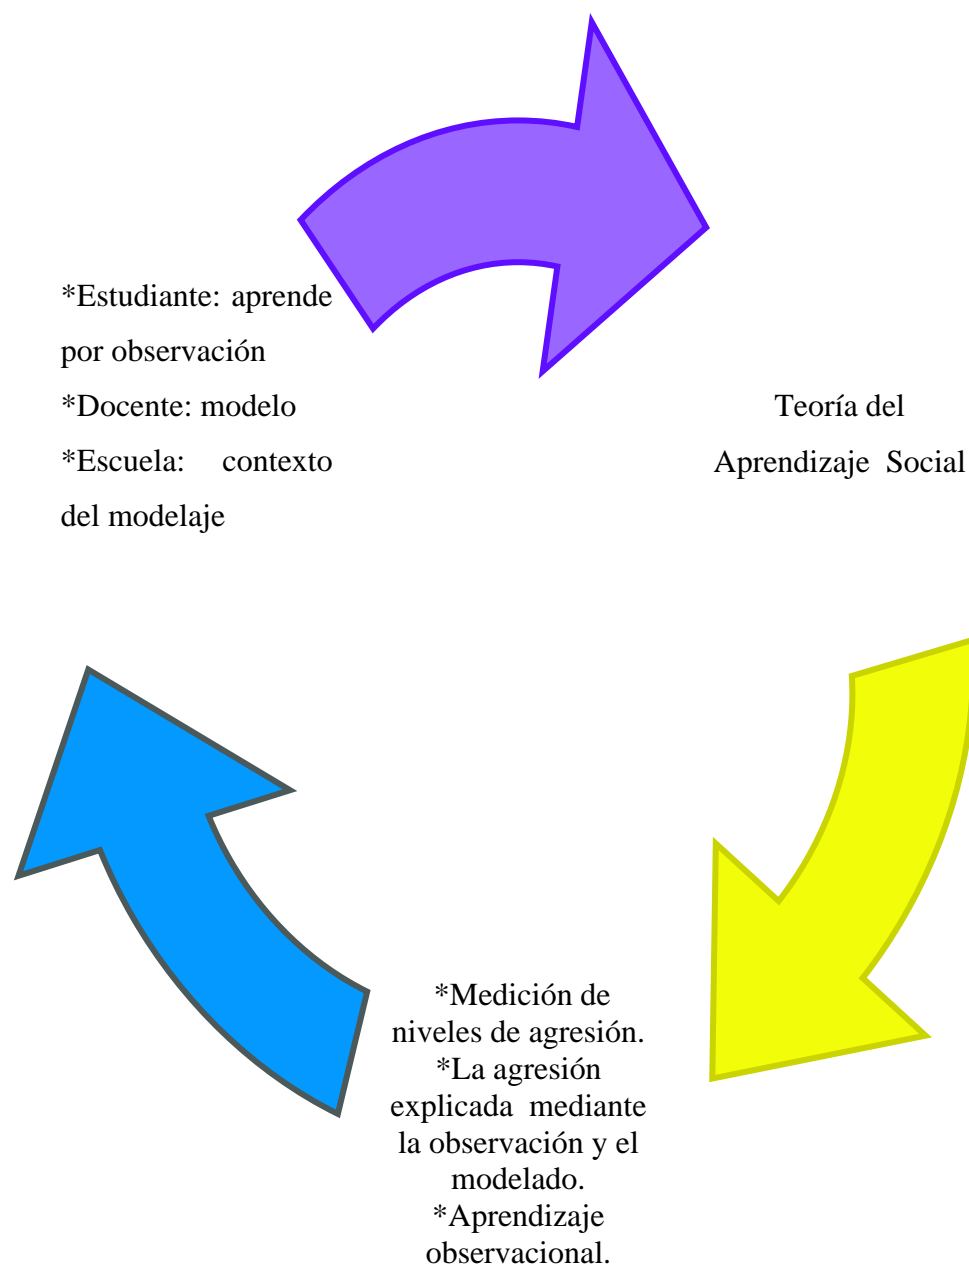 *Estudiante: aprende
por observación
*Docente: modelo
*Escuela: contexto
del modelaje
Teoría del
Aprendizaje Social
*Medición de
niveles de agresión.
*La agresión
explicada mediante
la observación y el
modelado.
*Aprendizaje
observacional.